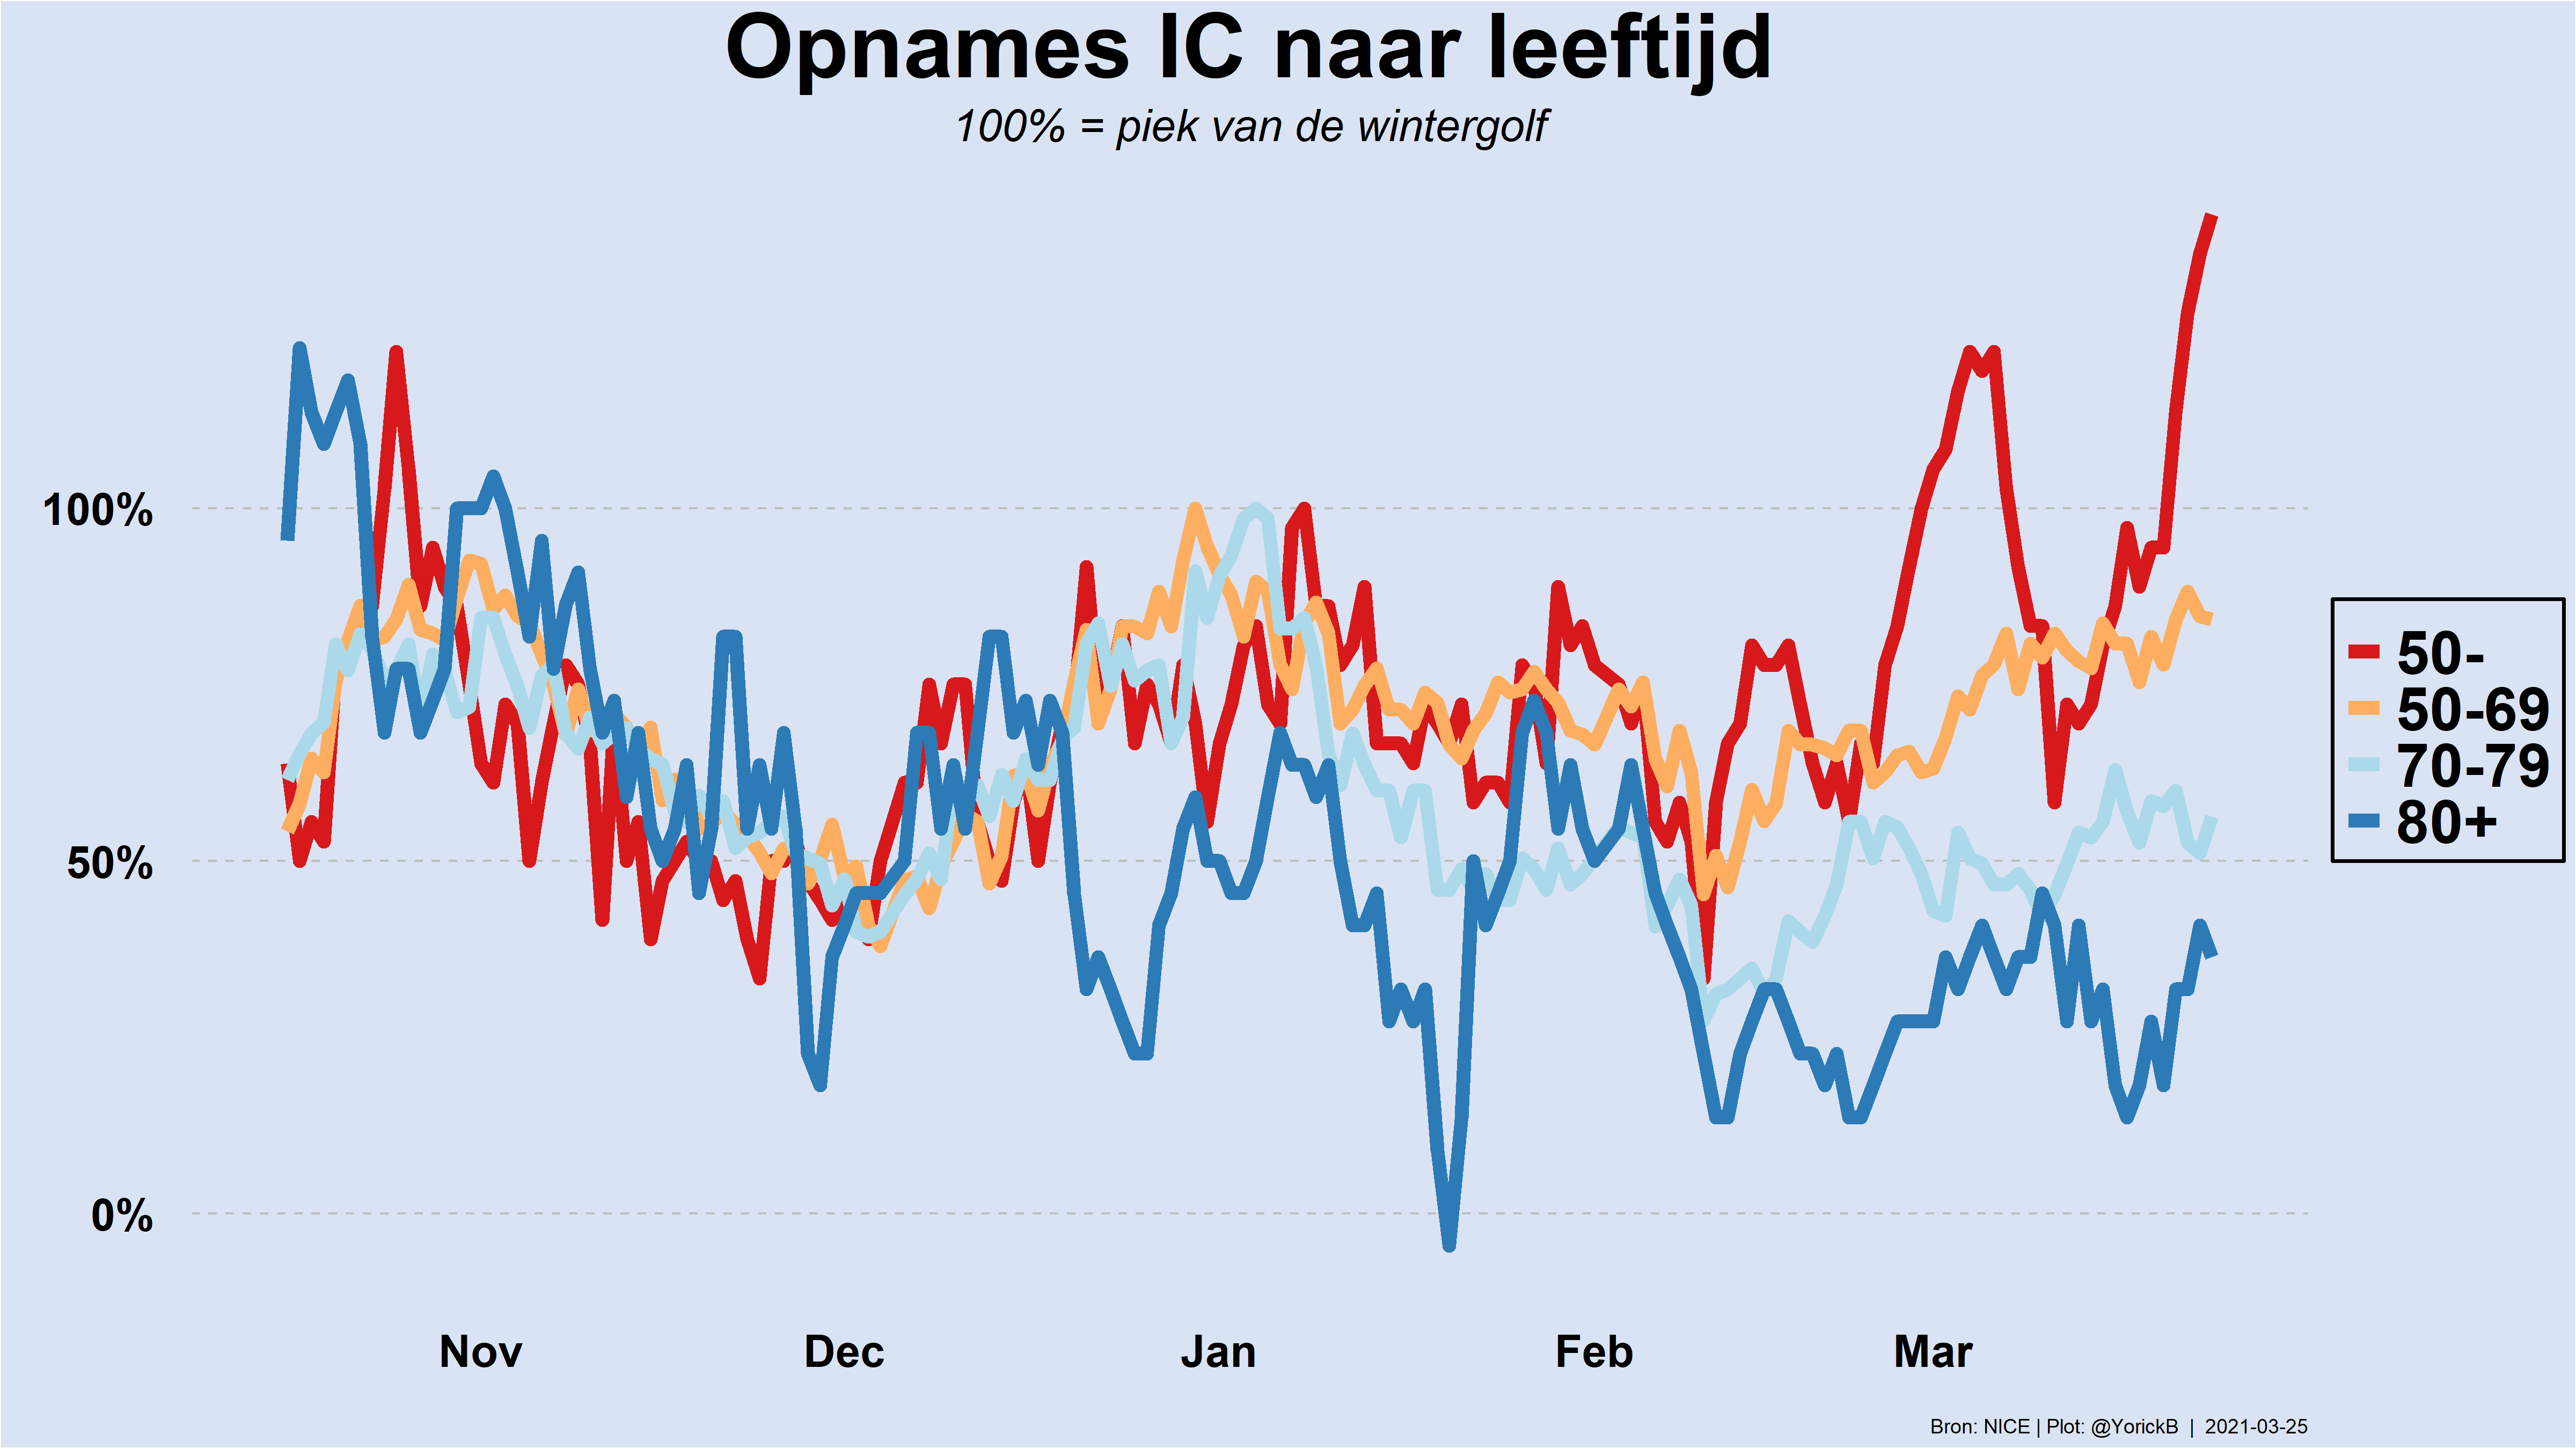 Opnames IC naar leeftijd
100% = piek van de wintergolf
100%
50%
0%
50-
50-69
70-79
80+
Nov Dec Jan Feb Mar
Bron: NICE | Plot: @YorickB | 2021-03-25